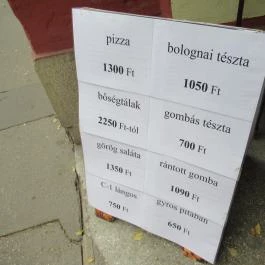 pizza
1300 Ft
bolognai tészta
1050 Ft
bőségtálak
2250 Ft-tól
gombás tészta
700 Ft
görög saláta
1350 Ft
rántott gomba
1090 Ft
C-1 lángos
750 Ft
gyros pitában
650 Ft